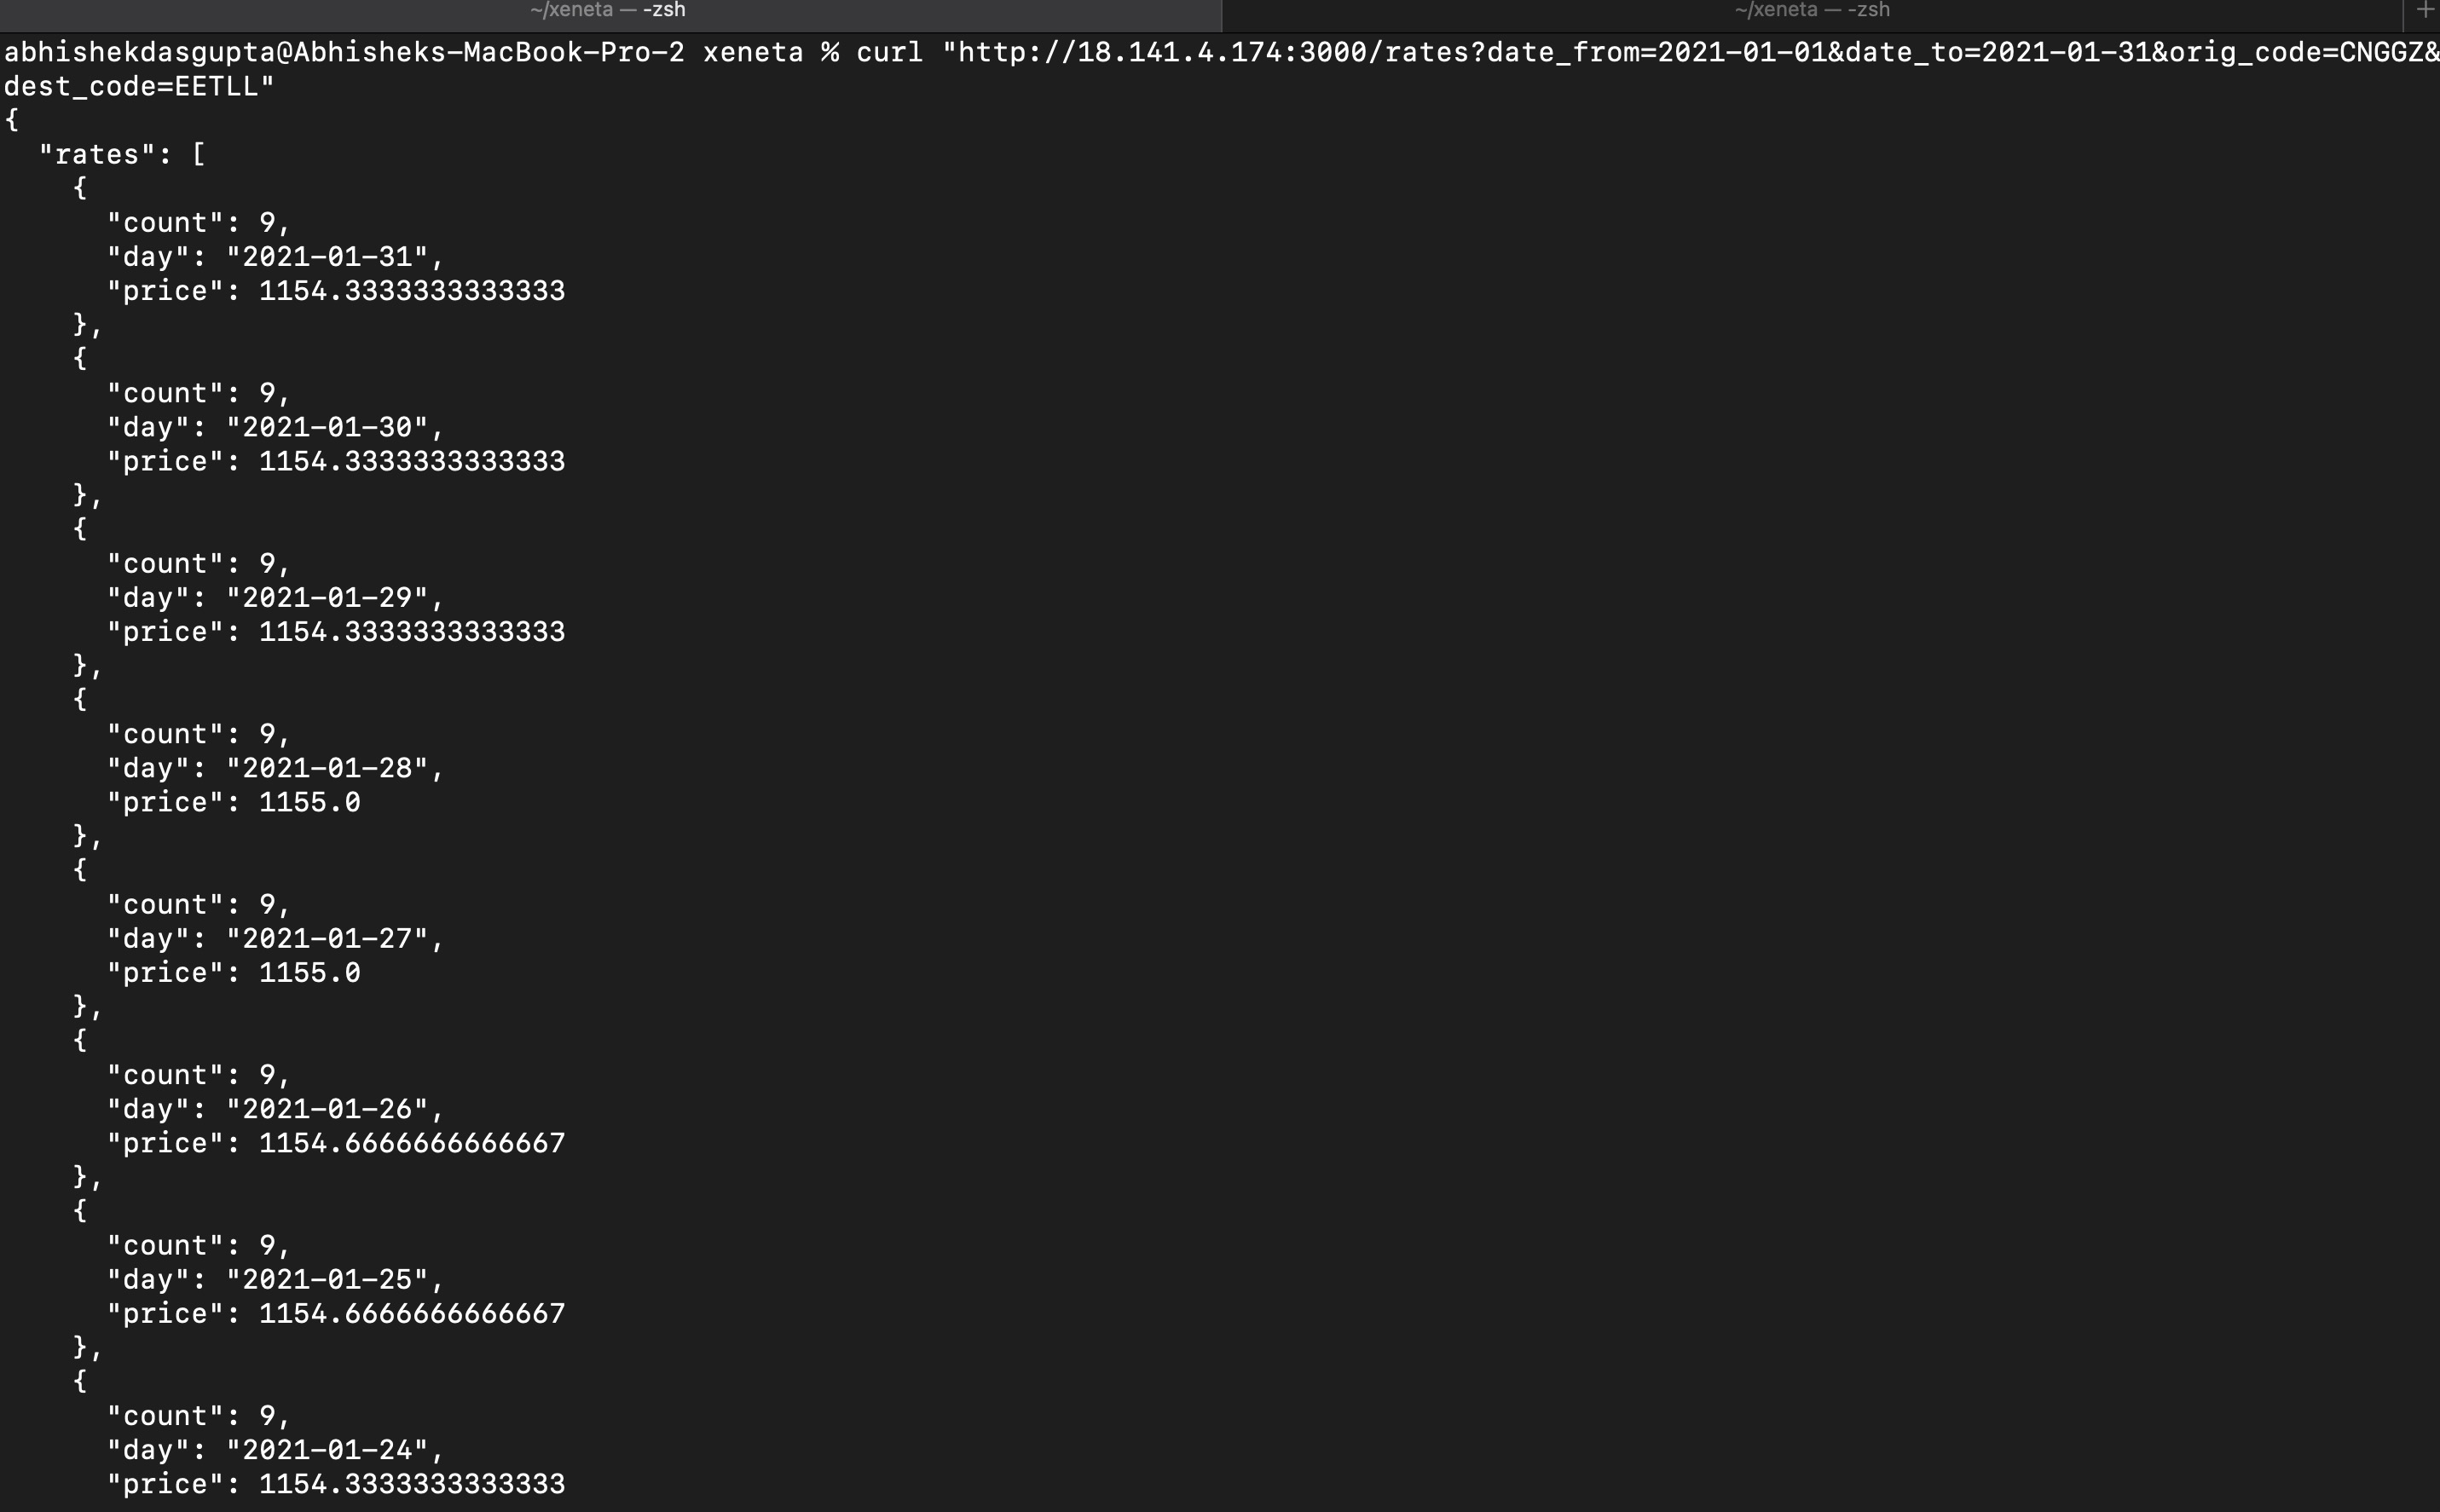 ~/xeneta — -zsh
~/xeneta — -zsh
+
abhishekdasgupta@Abhisheks-MacBook-Pro-2 xeneta % curl "http://18.141.4.174:3000/rates?date_from=2021-01-01&date_to=2021-01-31&orig_code=CNGGZ&
dest_code=EETLL"
{
  "rates": [
    {
      "count": 9,
      "day": "2021-01-31",
      "price": 1154.3333333333333
    },
    {
      "count": 9,
      "day": "2021-01-30",
      "price": 1154.3333333333333
    },
    {
      "count": 9,
      "day": "2021-01-29",
      "price": 1154.3333333333333
    },
    {
      "count": 9,
      "day": "2021-01-28",
      "price": 1155.0
    },
    {
      "count": 9,
      "day": "2021-01-27",
      "price": 1155.0
    },
    {
      "count": 9,
      "day": "2021-01-26",
      "price": 1154.6666666666667
    },
    {
      "count": 9,
      "day": "2021-01-25",
      "price": 1154.6666666666667
    },
    {
      "count": 9,
      "day": "2021-01-24",
      "price": 1154.3333333333333